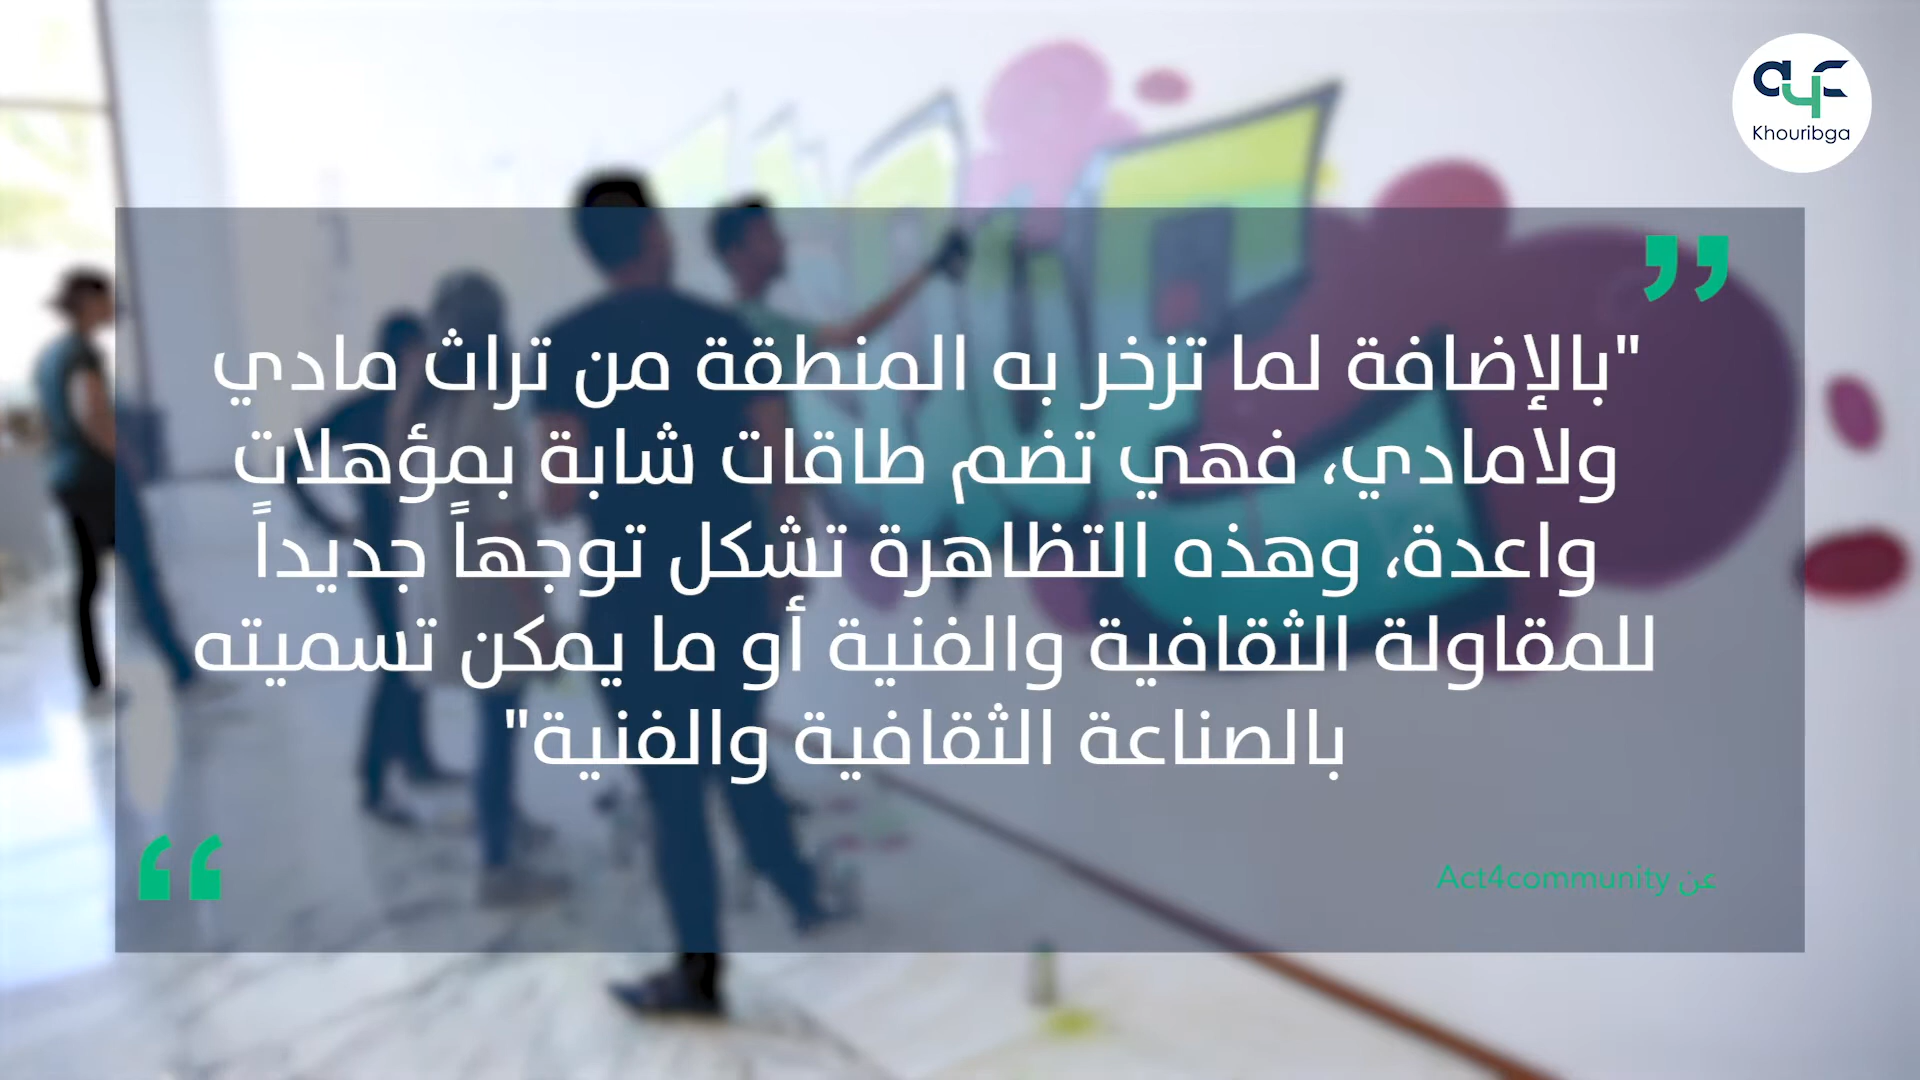 a4c
Khouribga
"بالإضافة لما تزخر به المنطقة من تراث مادي
ولامادي، فهي تضم طاقات شابة بمؤهلات
واعدة، وهذه التظاهرة تشكل توجهاً جديداً
للمقاولة الثقافية والفنية أو ما يمكن تسميته
بالصناعة الثقافية والفنية"
عن Act4community